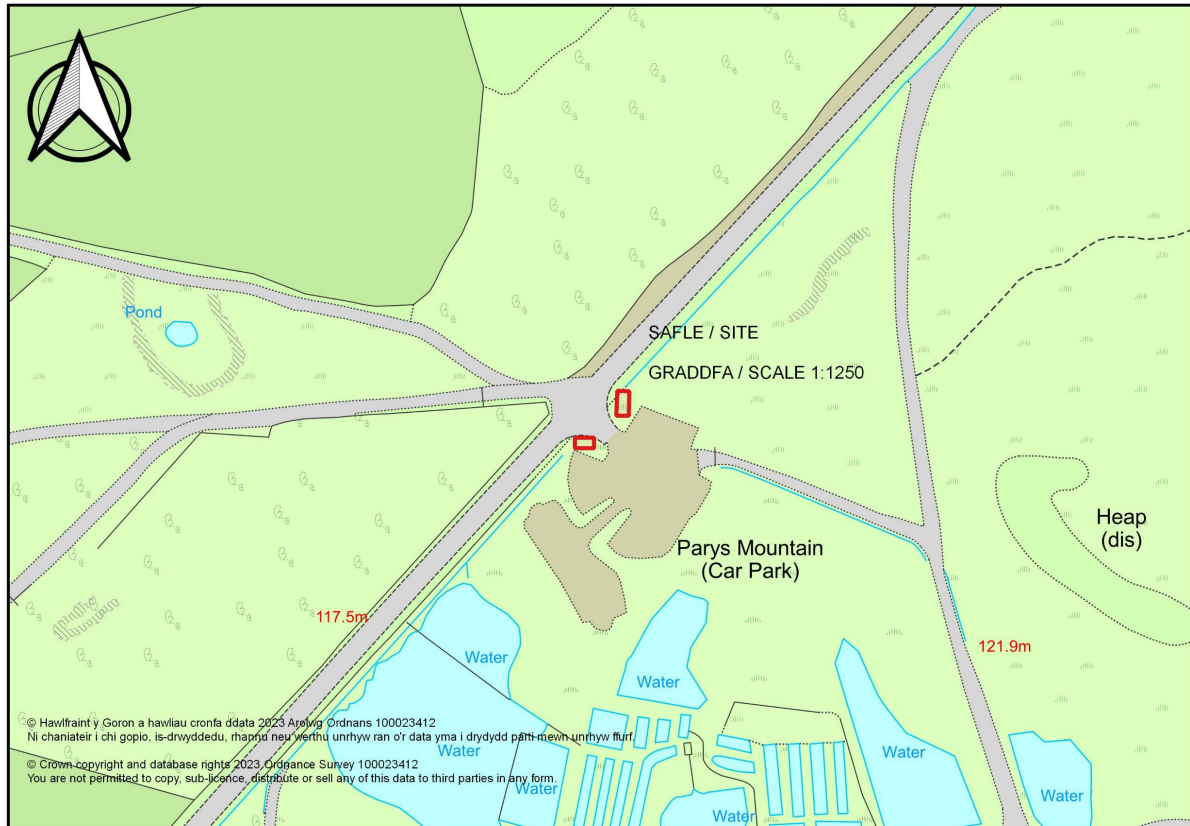 Pond
SAFLE / SITE
GRADDFA / SCALE 1:1250
Heap
(dis)
Parys Mountain
(Car Park)
117.5m
121.9m
Water
Water
© Hawlfraint y Goron a hawliau cronfa ddata 2023 Arolwg Ordnans 100023412
Ni chaniateir i chi gopio, is-drwyddedu, rhannu neu werthu unrhyw ran o'r data yma i drydydd parti mewn unrhyw ffurf.
Water
Water
© Crown copyright and database rights 2023 Ordnance Survey 100023412
You are not permitted to copy, sub-licence, distribute or sell any of this data to third parties in any form.
Water
Water
Water